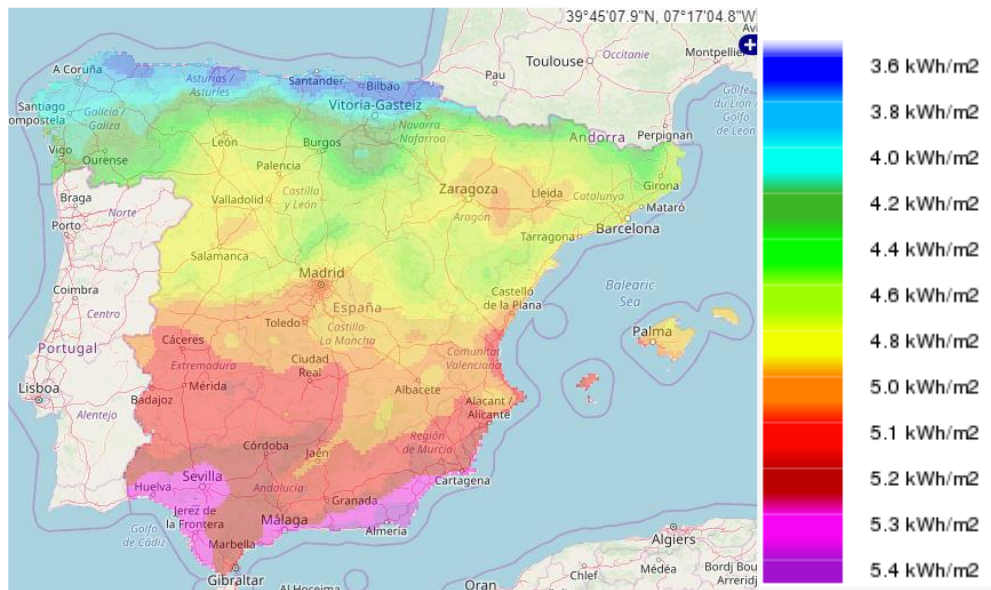 39°45'07.9"N, 07°17'04.8"W
Occitanie
Toulouse
Montpellie
Pau
A Coruña
Asturias /
Asturies
Santander
Bilbao
Golfe
du Lion /
Golfo
de León
Santiago
ompostela
Galicia /
Galiza
Vitoria-Gasteiz
Navarra
- Nafarroa
Andorra
Perpignan
Vigo
Ourense
León
Burgos
Palencia
Girona
Braga
Norte
Valladolid
Castilla
y León
Zaragoza
Lleida
Catalunya
Mataró
Porto
Aragón
Barcelona
Tarragona
Salamanca
Madrid
Coimbra
Centro
España
Castelló
de la Plana
Balearic
Sea
Toledo
Castilla-
La Mancha
Palma
Portugal
Cáceres
Extremadura
Ciudad
Real
Comunitat
Valenciana
Lisboa
Mérida
Albacete
Badajoz
Alentejo
Alacant /
Alicante
Córdoba
Jaén
Región
de Murcia
Sevilla
Huelva
Andalucía
Cartagena
Granada
Jerez de
la Frontera
Málaga
Almería
Golfo
de Cádiz
Marbella
Algiers
Gibraltar
Al Hoceima
Oran
Chlef
Médéa
Bordj Bou
Arreridj
3.6 kWh/m2
3.8 kWh/m2
4.0 kWh/m2
4.2 kWh/m2
4.4 kWh/m2
4.6 kWh/m2
4.8 kWh/m2
5.0 kWh/m2
5.1 kWh/m2
5.2 kWh/m2
5.3 kWh/m2
5.4 kWh/m2